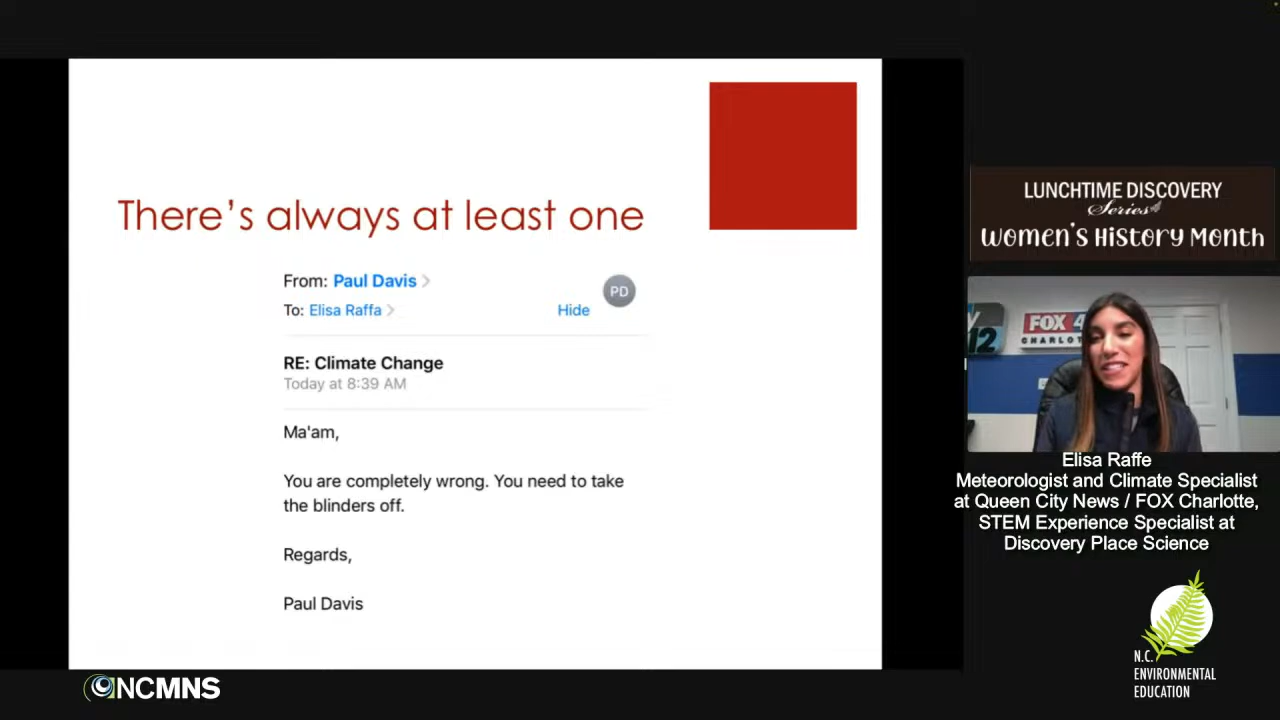 There's always at least one
From: Paul Davis
PD
To: Elisa Raffa
Hide
RE: Climate Change
Today at 8:39 AM
Ma'am,
You are completely wrong. You need to take
the blinders off.
Regards,
Paul Davis
LUNCHTIME DISCOVERY
Series
Women's History Month
12
FOX 4
CHARLOT
Elisa Raffe
Meteorologist and Climate Specialist
at Queen City News / FOX Charlotte,
STEM Experience Specialist at
Discovery Place Science
NCMNS
N.C.
ENVIRONMENTAL
EDUCATION